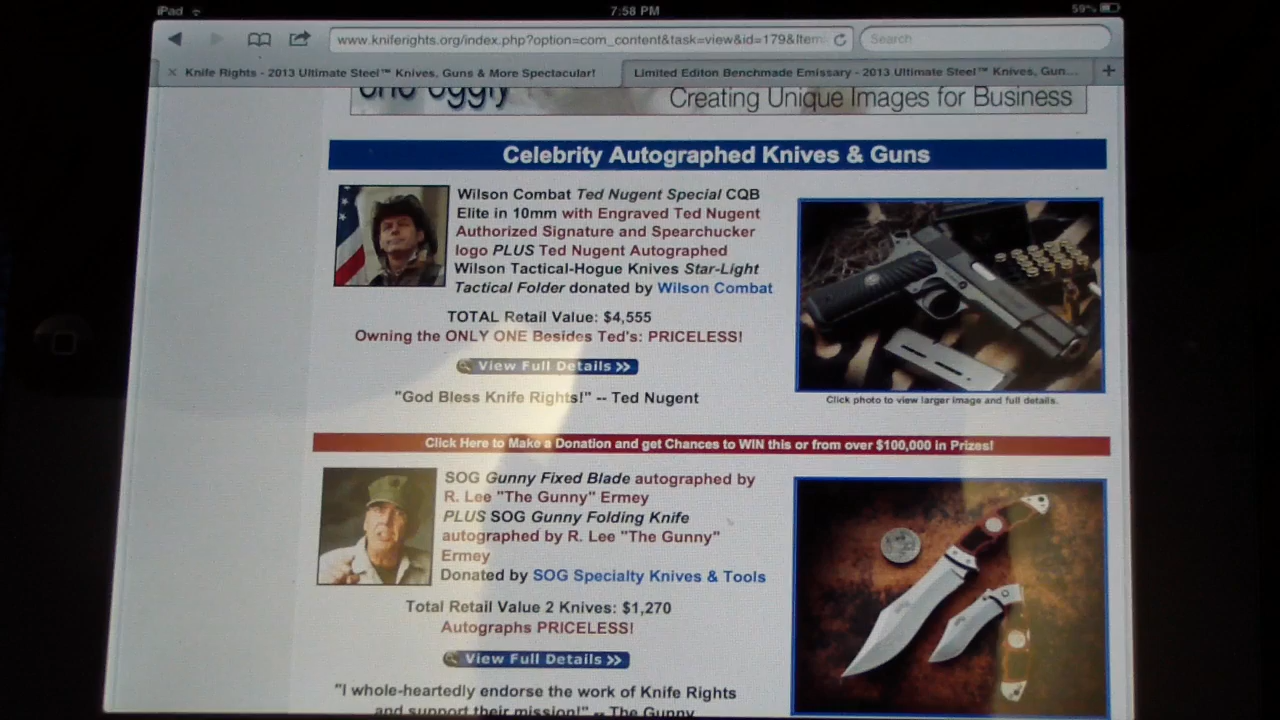 iPad
7:58 PM
59%
www.kniferights.org/index.php?option=com_content&task=view&id=179&Item
Search
Knife Rights - 2013 Ultimate Steel™ Knives, Guns & More Spectacular!
Limited Editon Benchmade Emissary - 2013 Ultimate Steel™ Knives, Gun...
Creating Unique Images for Business
Celebrity Autographed Knives & Guns
Wilson Combat Ted Nugent Special CQB
Elite in 10mm with Engraved Ted Nugent
Authorized Signature and Spearchucker
logo PLUS Ted Nugent Autographed
Wilson Tactical-Hogue Knives Star-Light
Tactical Folder donated by Wilson Combat
TOTAL Retail Value: $4,555
Owning the ONLY ONE Besides Ted's: PRICELESS!
View Full Details >>
"God Bless Knife Rights!" -- Ted Nugent
Click photo to view larger image and full details.
Click Here to Make a Donation and get Chances to WIN this or from over $100,000 in Prizes!
SOG Gunny Fixed Blade autographed by
R. Lee "The Gunny" Ermey
PLUS SOG Gunny Folding Knife
autographed by R. Lee "The Gunny"
Ermey
Donated by SOG Specialty Knives & Tools
Total Retail Value 2 Knives: $1,270
Autographs PRICELESS!
View Full Details >>
"I whole-heartedly endorse the work of Knife Rights
and support their mission!" -- The Gunny